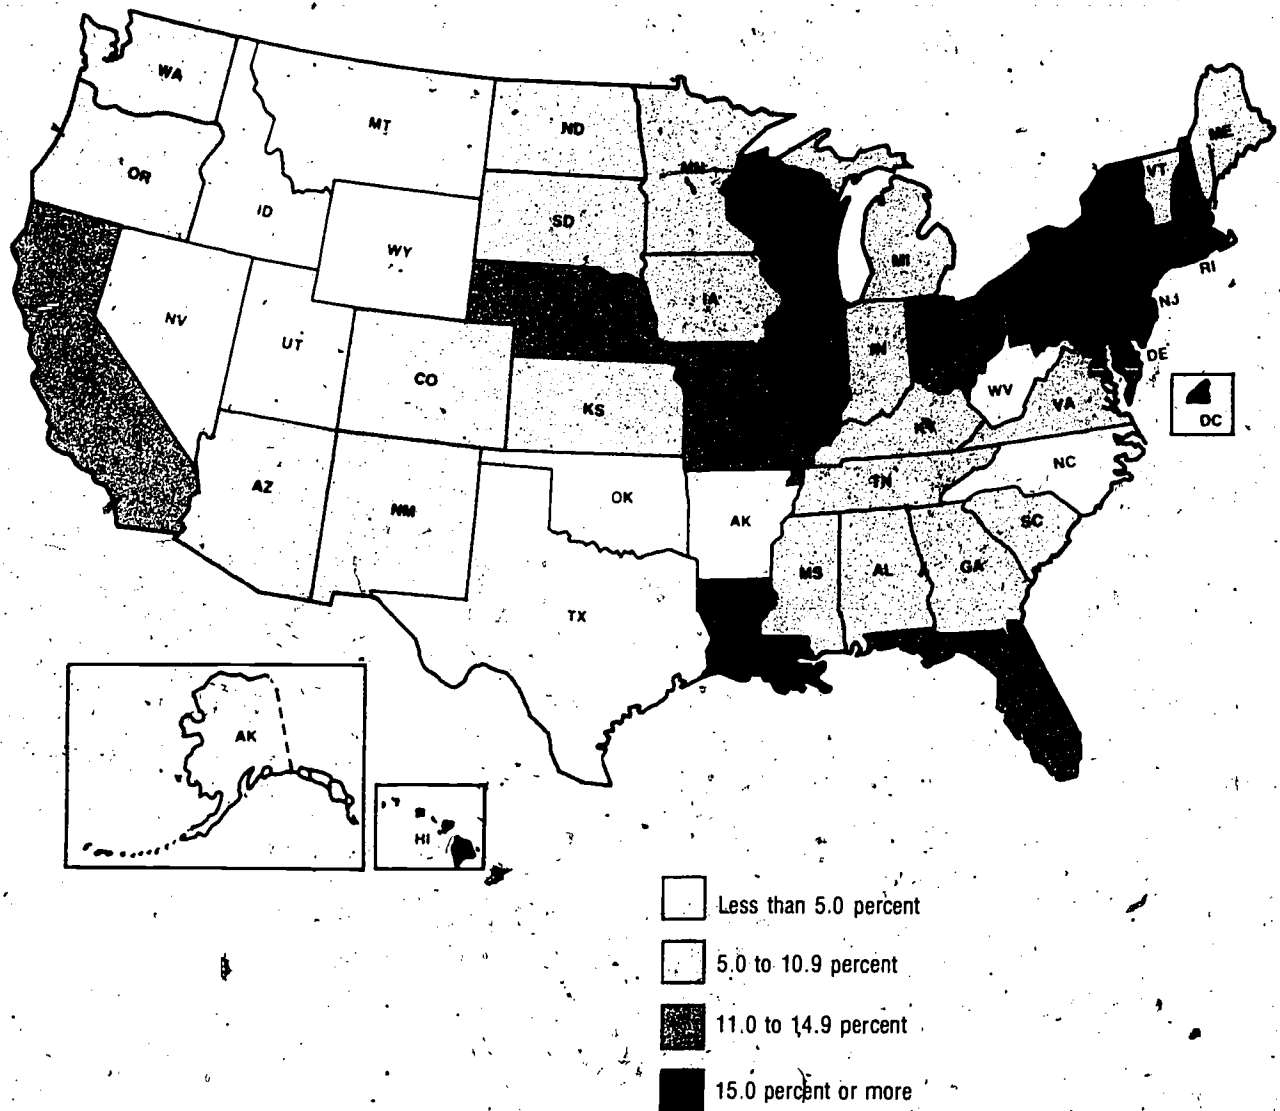 WA
MT
ND
MN
ME
VT
OR
ID
SD
WY
MI
RI
IA
NJ
NV
UT
IN
DE
CO
WV
KS
VA
DC
KY
NC
AZ
TN
OK
NM
AK
SC
MS
AL
GA
TX
AK
HI
Less than 5.0 percent
5.0 to 10.9 percent
11.0 to 14.9 percent
15.0 percent or more